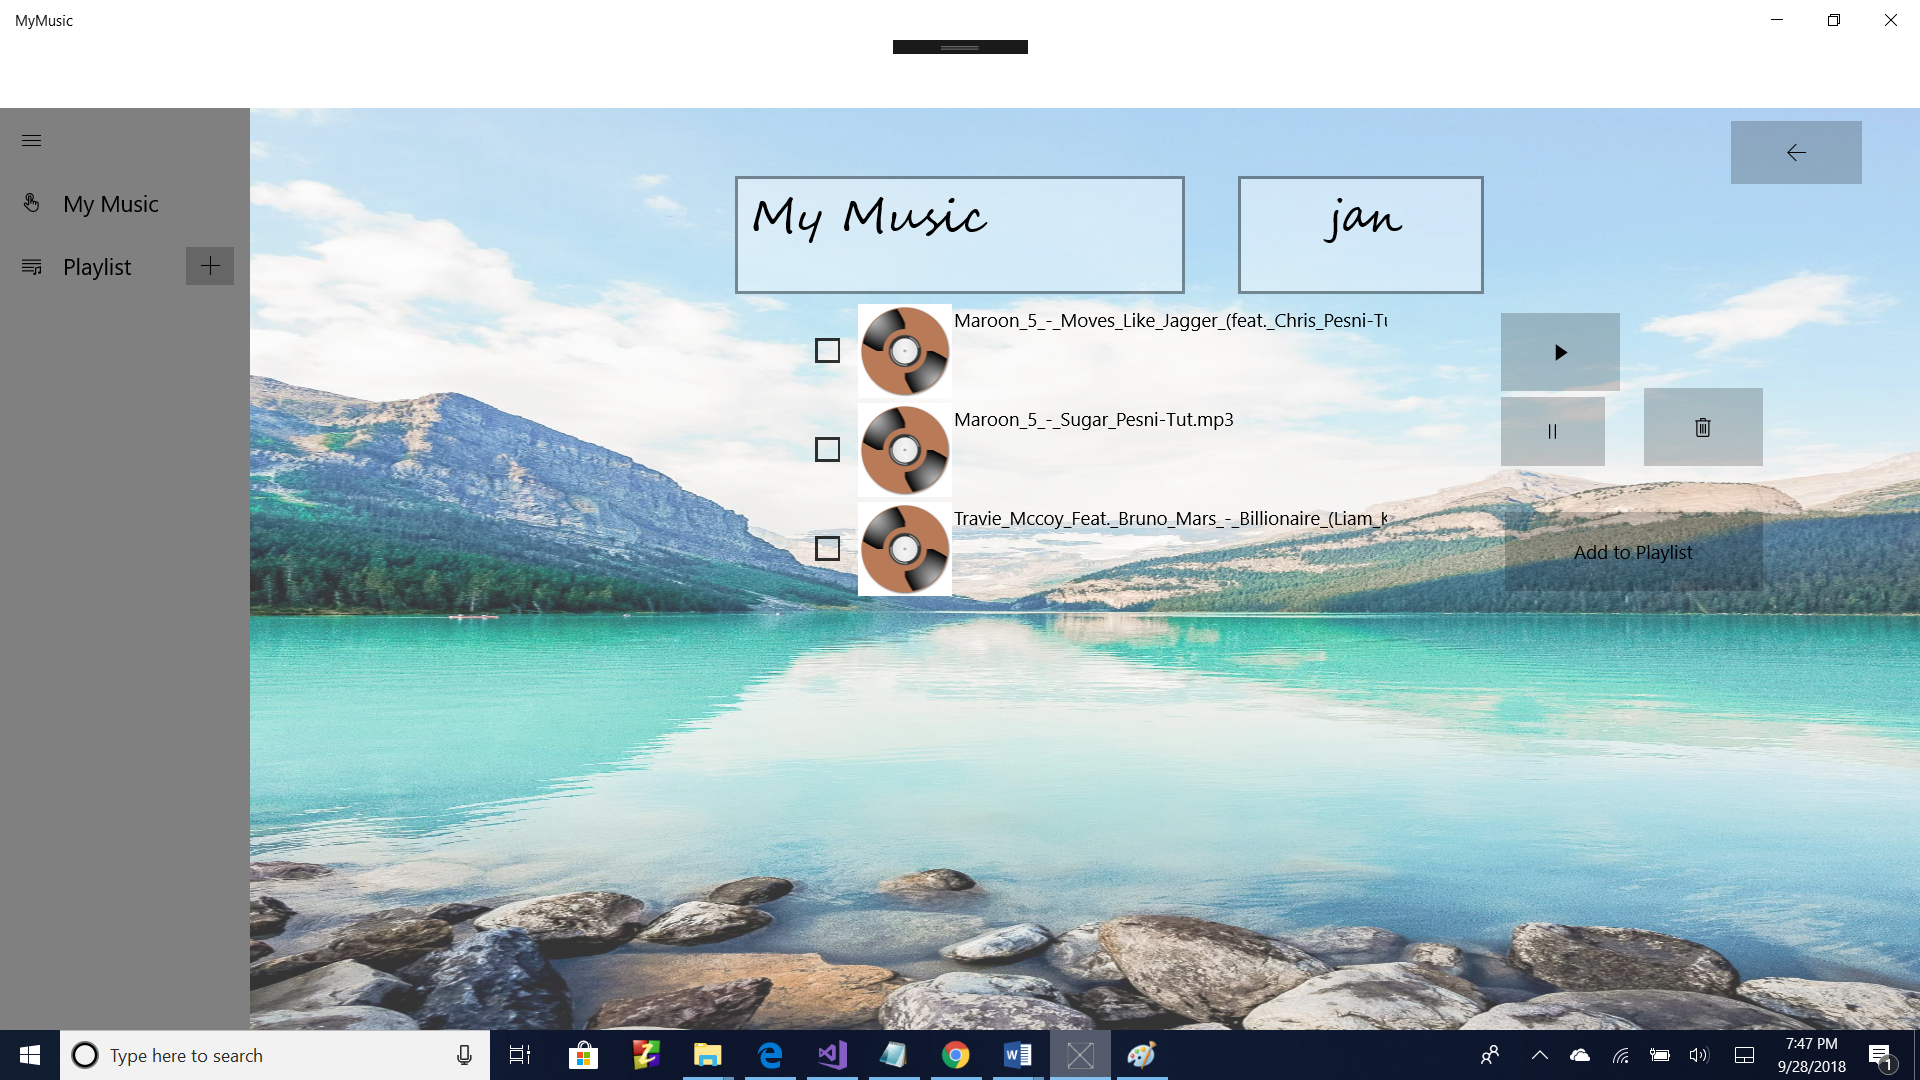 MyMusic
My Music
Playlist
My Music
jan
Maroon_5_-_Moves_Like_Jagger_(feat._Chris_Pesni-Tu
Maroon_5_-_Sugar_Pesni-Tut.mp3
Travie_Mccoy_Feat._Bruno_Mars_-_Billionaire_(Liam_K
Add to Playlist
Type here to search
7:47 PM
9/28/2018
1